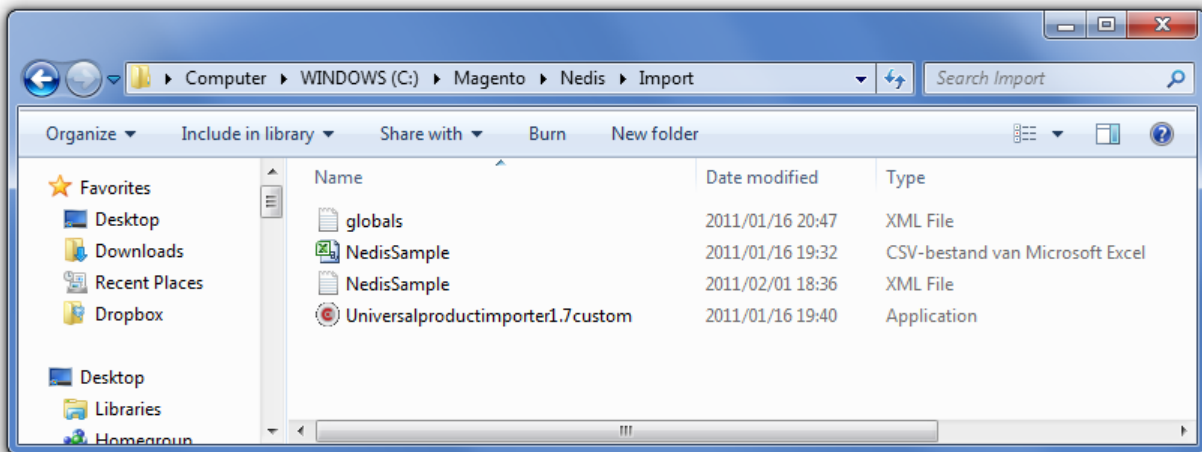 Computer WINDOWS (C:) Magento Nedis Import Search Import
Organize Include in library Share with Burn New folder
Favorites
Desktop
Downloads
Recent Places
Dropbox
Desktop
Libraries
Homegroup
Name Date modified Type
globals 2011/01/16 20:47 XML File
NedisSample 2011/01/16 19:32 CSV-bestand van Microsoft Excel
NedisSample 2011/02/01 18:36 XML File
Universalproductimporter1.7custom 2011/01/16 19:40 Application